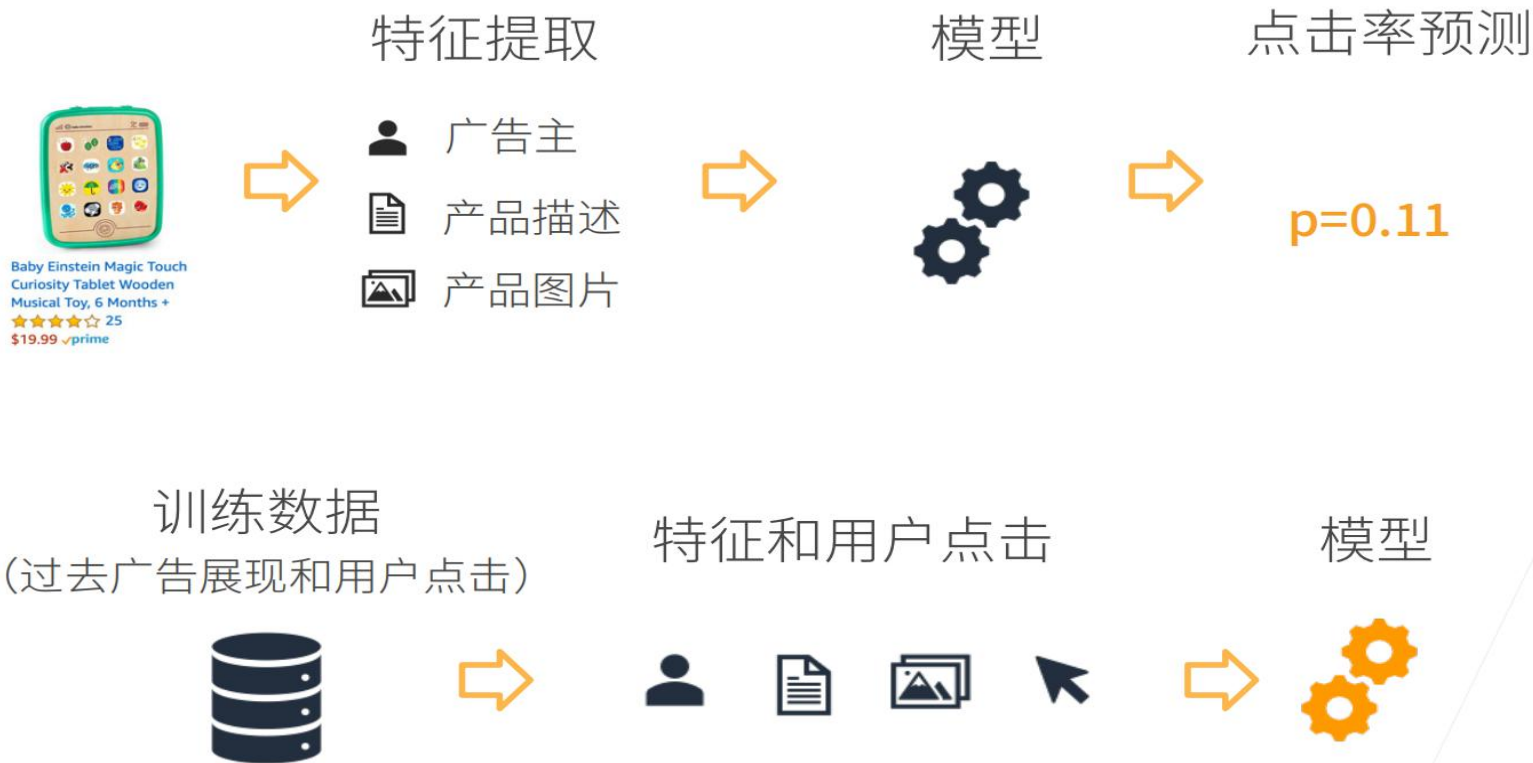 特征提取
模型
点击率预测
广告主
产品描述
产品图片
p=0.11
Baby Einstein Magic Touch
Curiosity Tablet Wooden
Musical Toy, 6 Months +
25
$19.99 prime
训练数据
（过去广告展现和用户点击）
特征和用户点击
模型